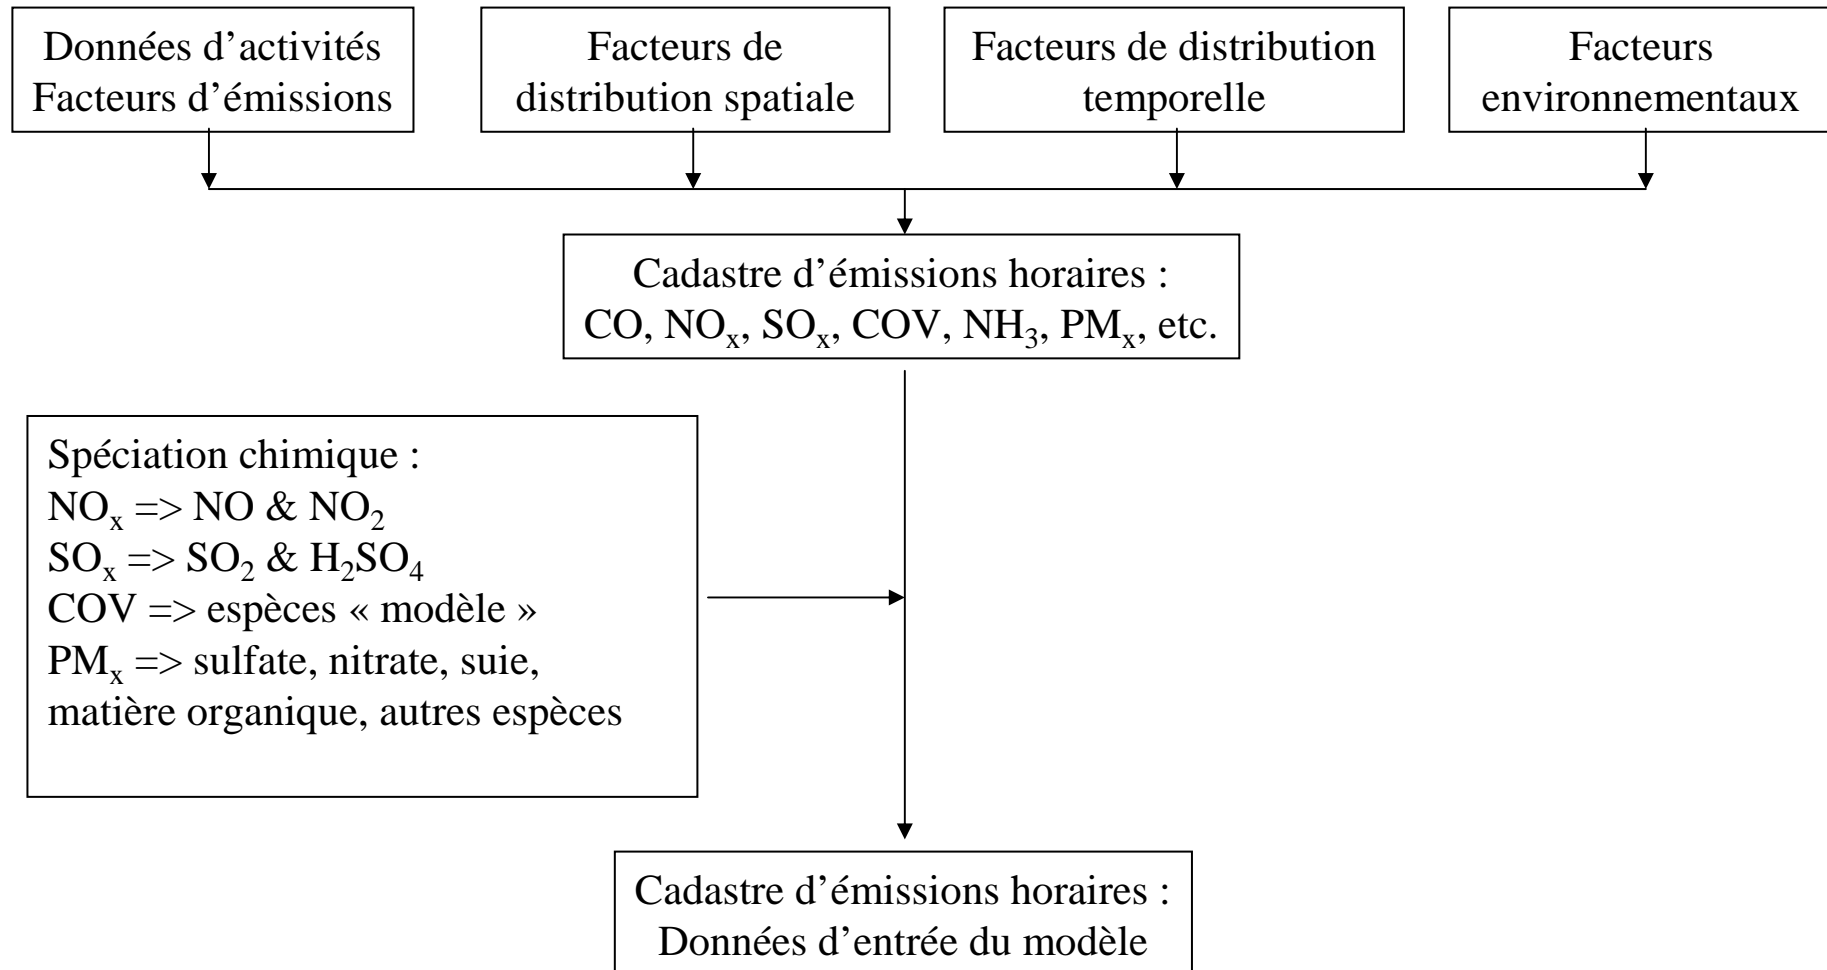 Données d’activités
Facteurs d’émissions
Facteurs de
distribution spatiale
Facteurs de distribution
temporelle
Facteurs
environnementaux
Cadastre d’émissions horaires :
CO, NOₓ, SOₓ, COV, NH₃, PMₓ, etc.
Spéciation chimique :
NOₓ => NO & NO₂
SOₓ => SO₂ & H₂SO₄
COV => espèces « modèle »
PMₓ => sulfate, nitrate, suie,
matière organique, autres espèces
Cadastre d’émissions horaires :
Données d’entrée du modèle